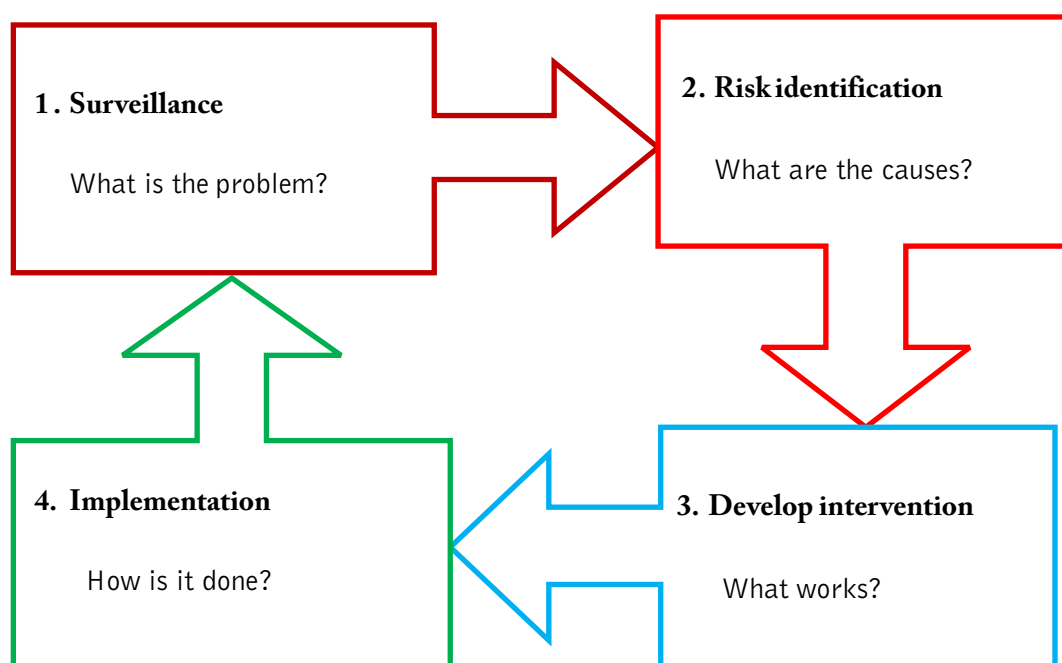 1. Surveillance
What is the problem?
2. Risk identification
What are the causes?
3. Develop intervention
What works?
4. Implementation
How is it done?